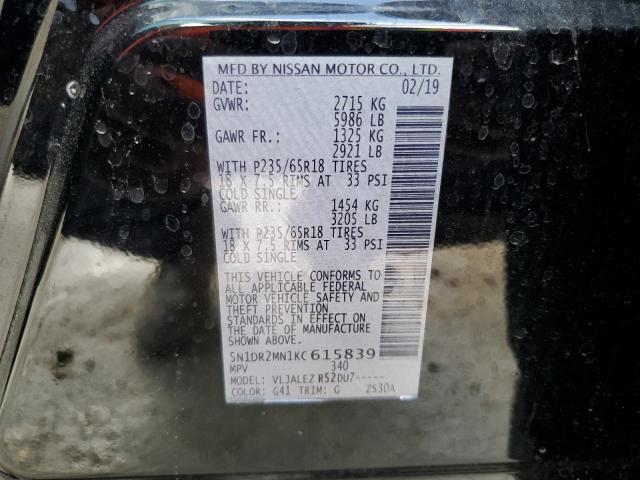 MFD BY NISSAN MOTOR CO., LTD.
DATE: 02/19
GVWR: 2715 KG
5986 LB
GAWR FR.: 1325 KG
2921 LB
WITH P235/65R18 TIRES
18 X 7.5 RIMS AT 33 PSI
COLD SINGLE
GAWR RR.: 1454 KG
3205 LB
WITH P235/65R18 TIRES
18 X 7.5 RIMS AT 33 PSI
COLD SINGLE
THIS VEHICLE CONFORMS TO
ALL APPLICABLE FEDERAL
MOTOR VEHICLE SAFETY AND
THEFT PREVENTION
STANDARDS IN EFFECT ON
THE DATE OF MANUFACTURE
SHOWN ABOVE.
5N1DR2MN1KC615839
MPV 340
MODEL: VLJALEZ R52DU7-----
COLOR: G41 TRIM: G ZS30A